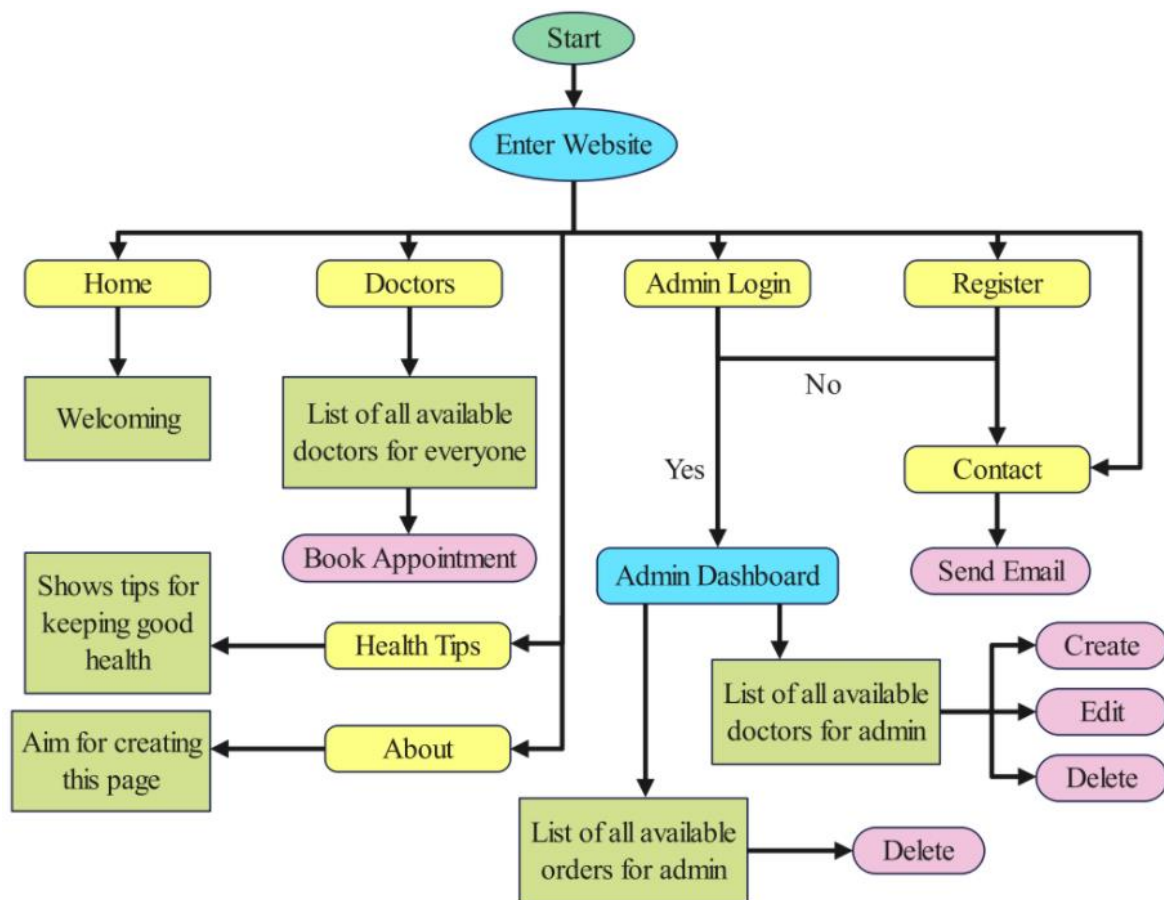 Start
Enter Website
Home
Doctors
Admin Login
Register
Welcoming
List of all available
doctors for everyone
No
Yes
Contact
Book Appointment
Admin Dashboard
Send Email
Shows tips for
keeping good
health
Health Tips
Create
List of all available
doctors for admin
Edit
Delete
Aim for creating
this page
About
List of all available
orders for admin
Delete